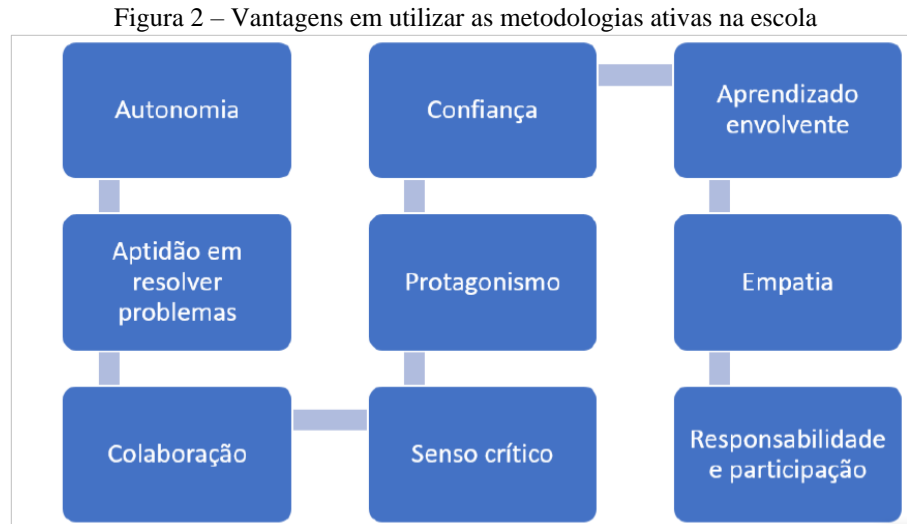 Figura 2 – Vantagens em utilizar as metodologias ativas na escola
Autonomia
Aptidão em
resolver
problemas
Colaboração
Senso crítico
Protagonismo
Confiança
Aprendizado
envolvente
Empatia
Responsabilidade
e participação